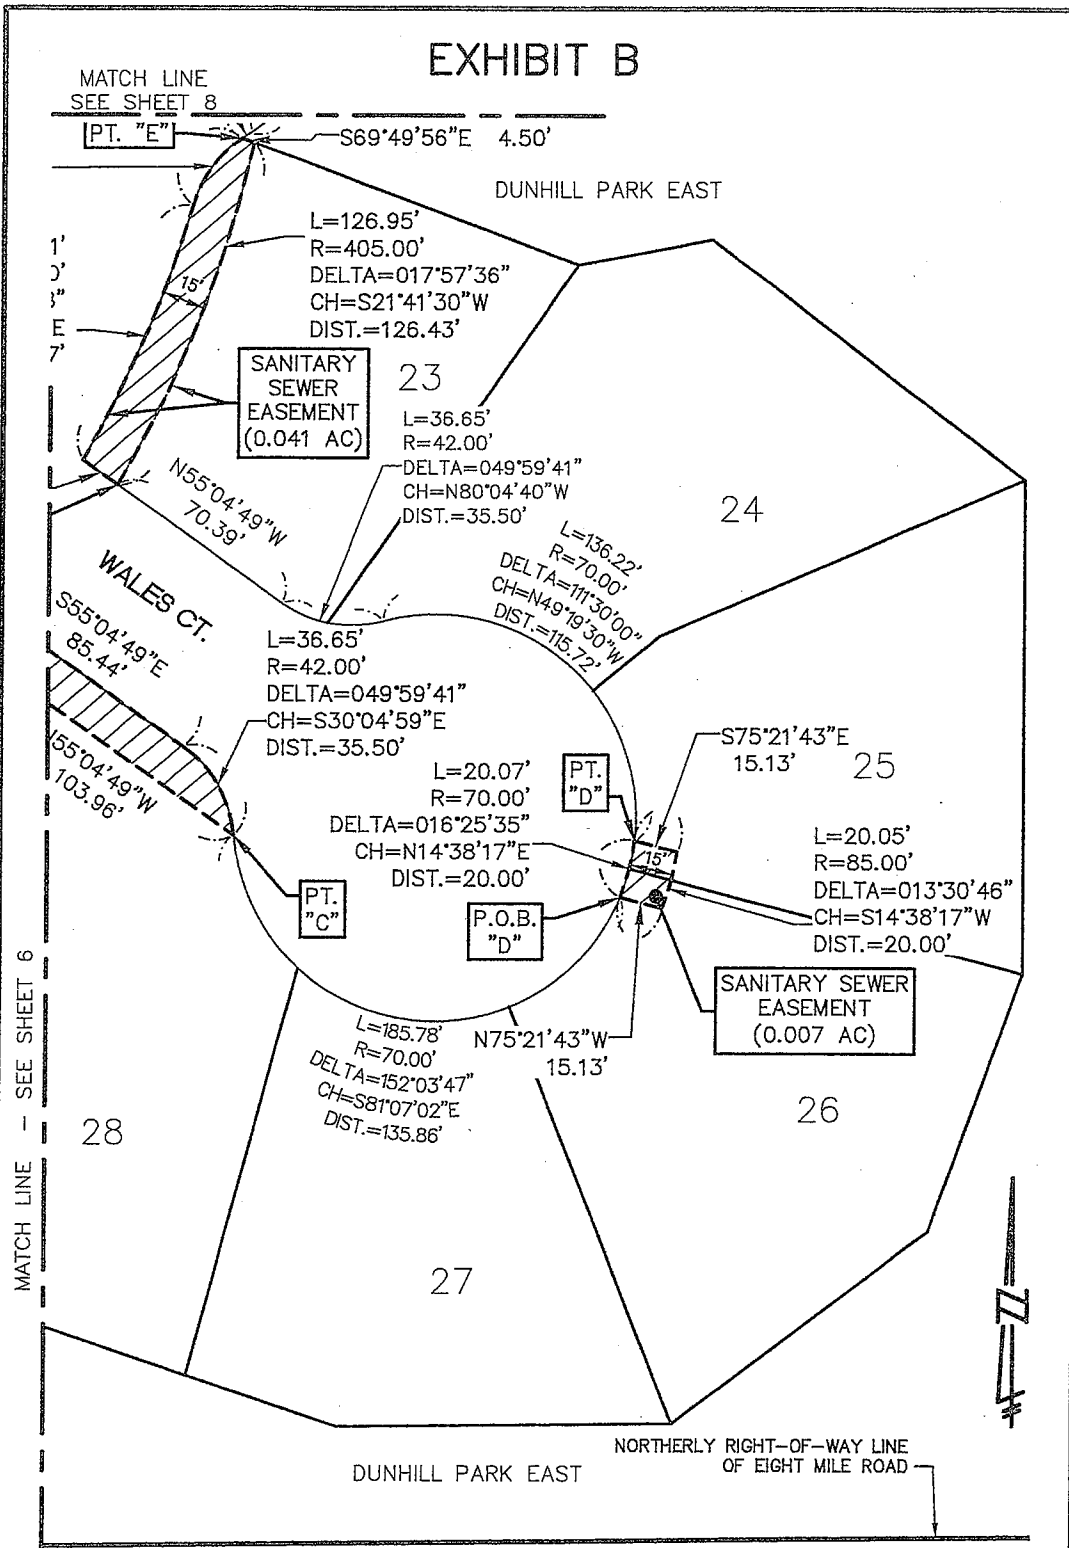 EXHIBIT B
MATCH LINE
SEE SHEET 8
PT. "E"
S69°49'56"E 4.50'
DUNHILL PARK EAST
L=126.95'
R=405.00'
DELTA=017°57'36"
CH=S21°41'30"W
DIST.=126.43'
1'
0'
3"
E
7'
15'
SANITARY
SEWER
EASEMENT
(0.041 AC)
23
L=36.65'
R=42.00'
DELTA=049°59'41"
CH=N80°04'40"W
DIST.=35.50'
N55°04'49"W
70.39'
24
L=136.22'
R=70.00'
DELTA=111°30'00"
CH=N49°19'30"W
DIST.=115.72'
WALES CT.
S55°04'49"E
85.44'
L=36.65'
R=42.00'
DELTA=049°59'41"
CH=S30°04'59"E
DIST.=35.50'
N55°04'49"W
103.96'
S75°21'43"E
15.13'
25
PT.
"D"
L=20.07'
R=70.00'
DELTA=016°25'35"
CH=N14°38'17"E
DIST.=20.00'
15'
L=20.05'
R=85.00'
DELTA=013°30'46"
CH=S14°38'17"W
DIST.=20.00'
PT.
"C"
P.O.B.
"D"
SANITARY SEWER
EASEMENT
(0.007 AC)
N75°21'43"W
15.13'
L=185.78'
R=70.00'
DELTA=152°03'47"
CH=S81°07'02"E
DIST.=135.86'
MATCH LINE - SEE SHEET 6
28
26
27
N
NORTHERLY RIGHT-OF-WAY LINE
OF EIGHT MILE ROAD
DUNHILL PARK EAST